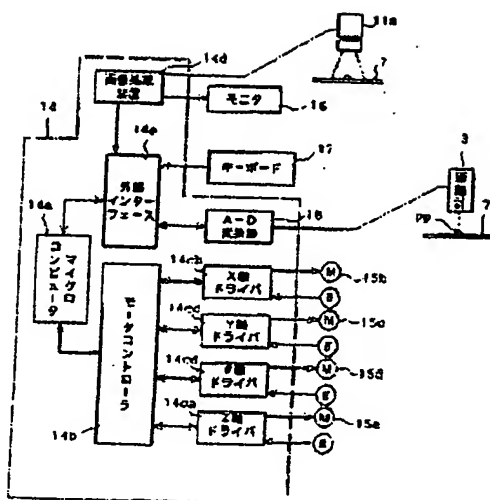 11a
14d
画像処理
装置
7
モニタ
16
14
14e
キーボード
17
3
外部
インター
フェース
14a
A-D
変換器
18
PP
7
マイクロ
コンピュータ
14cb
X軸
ドライバ
M
15b
E
14cc
Y軸
ドライバ
M
E
モータコントローラ
14cd
θ軸
ドライバ
M
15d
E
14ca
Z軸
ドライバ
M
E
14b